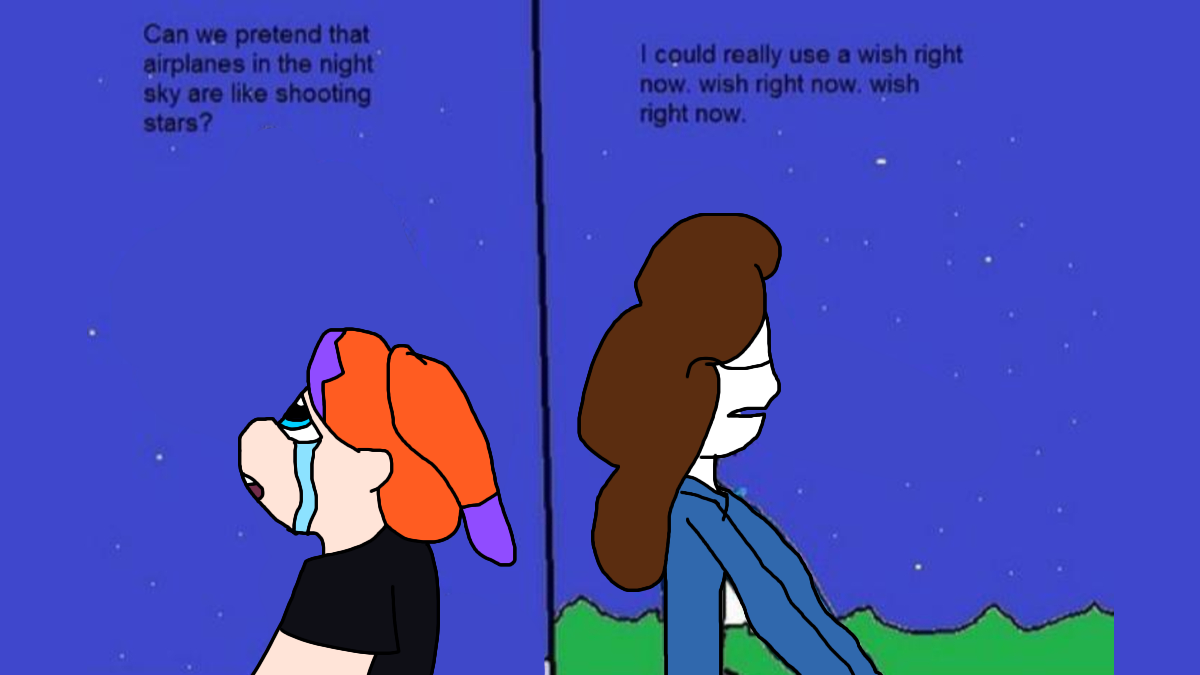 Can we pretend that
airplanes in the night
sky are like shooting
stars?
I could really use a wish right
now. wish right now. wish
right now.